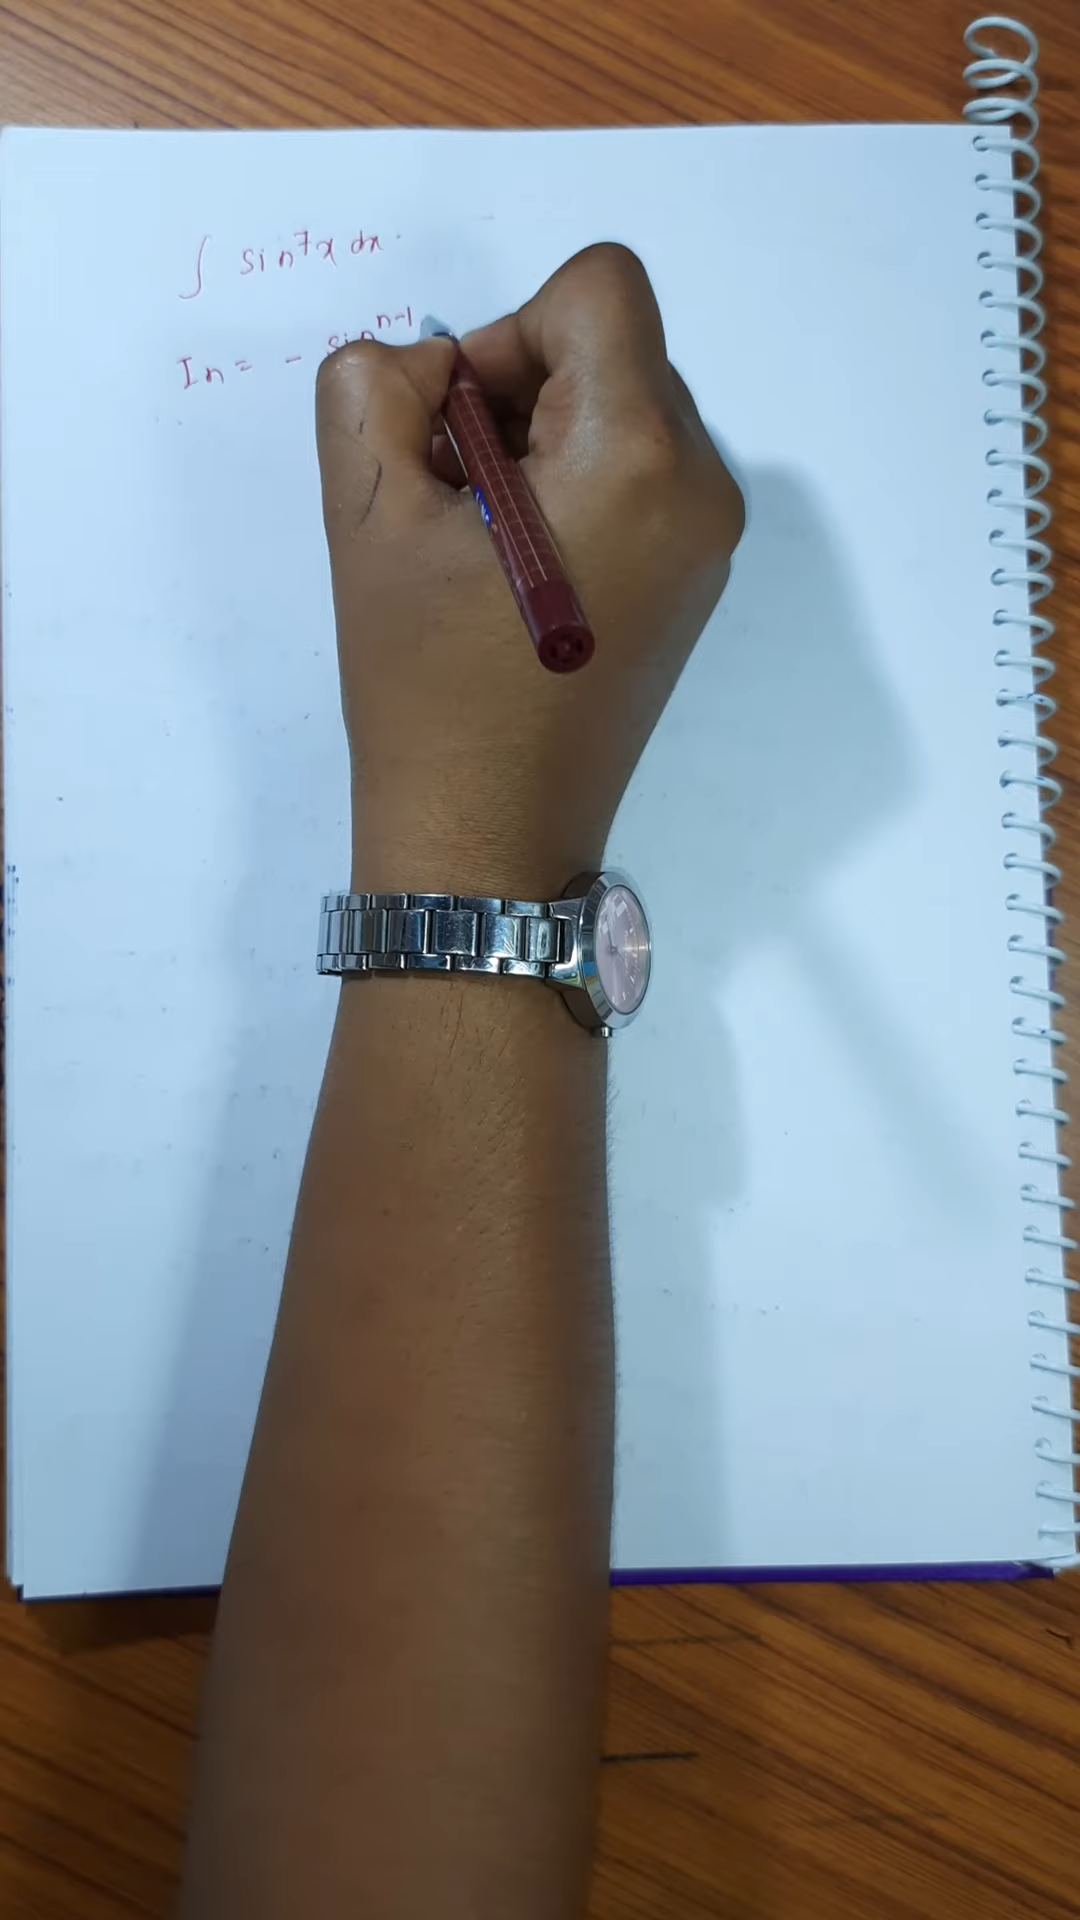 ∫ sin⁷x dx.
In = - sinⁿ⁻¹